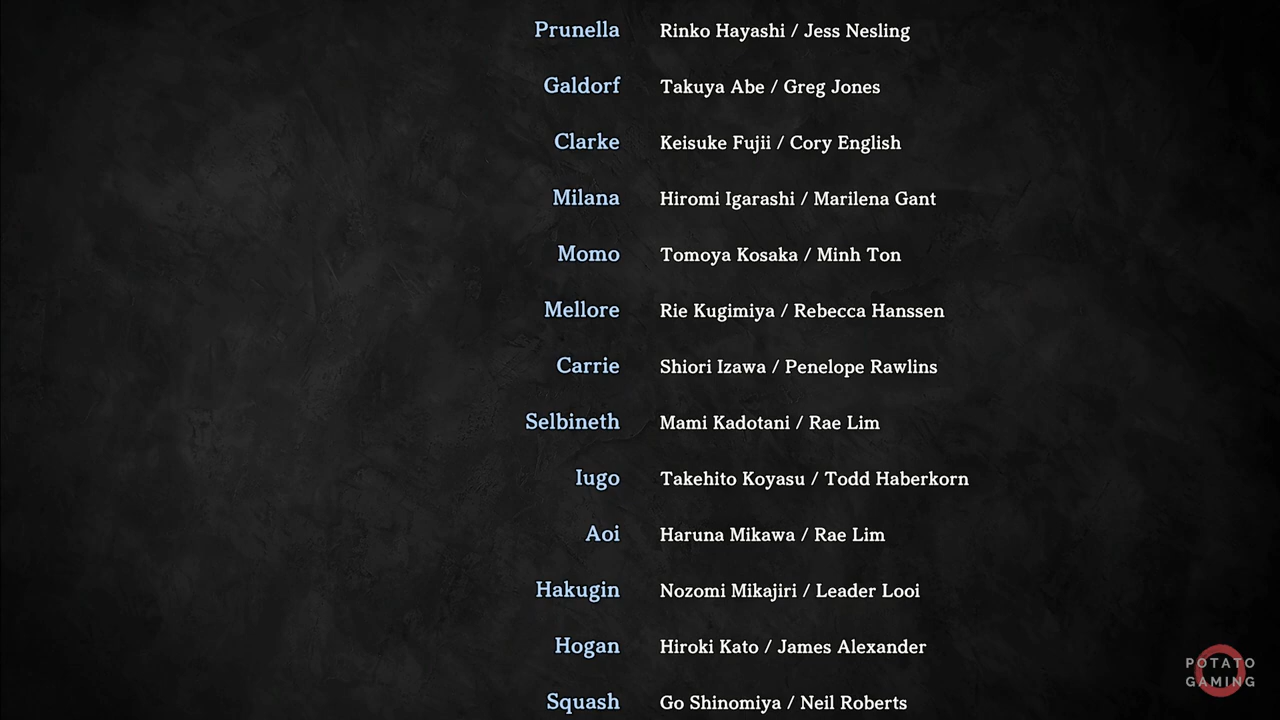 Prunella Rinko Hayashi / Jess Nesling
Galdorf Takuya Abe / Greg Jones
Clarke Keisuke Fujii / Cory English
Milana Hiromi Igarashi / Marilena Gant
Momo Tomoya Kosaka / Minh Ton
Mellore Rie Kugimiya / Rebecca Hanssen
Carrie Shiori Izawa / Penelope Rawlins
Selbineth Mami Kadotani / Rae Lim
Iugo Takehito Koyasu / Todd Haberkorn
Aoi Haruna Mikawa / Rae Lim
Hakugin Nozomi Mikajiri / Leader Looi
Hogan Hiroki Kato / James Alexander
Squash Go Shinomiya / Neil Roberts
POTATO
GAMING